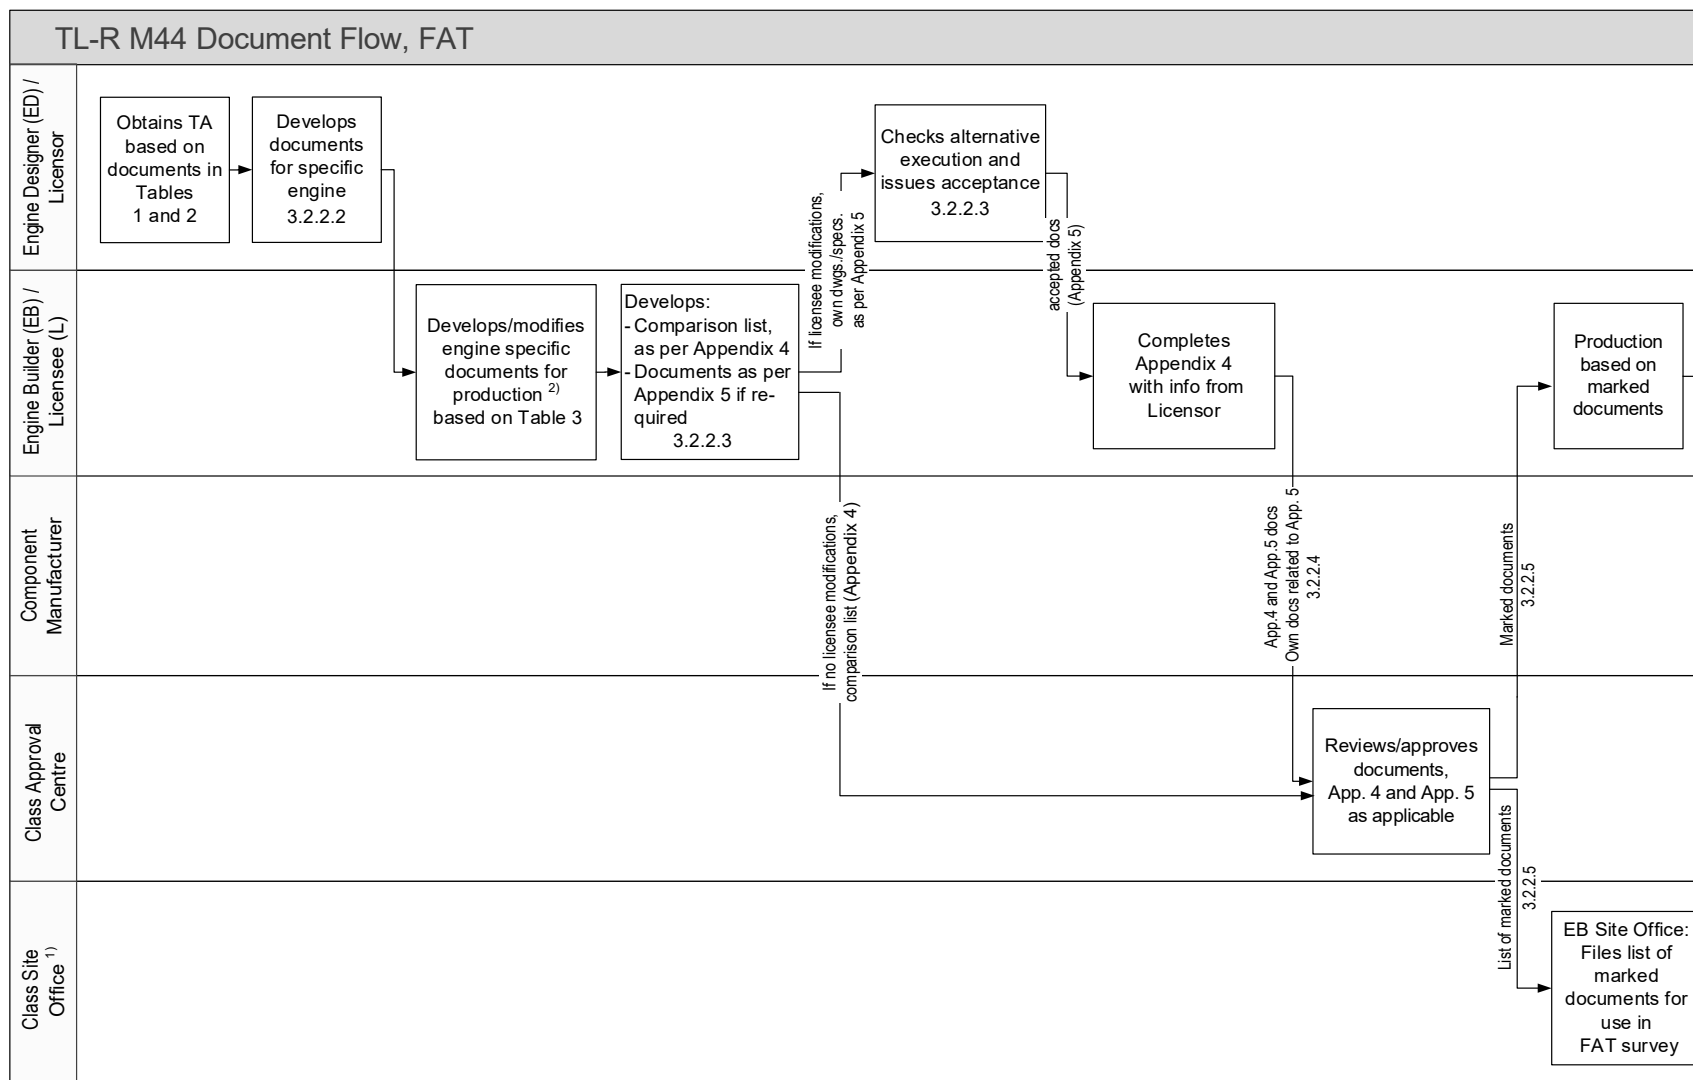 TL-R M44 Document Flow, FAT
Engine Designer (ED) /
Licensor
Obtains TA
based on
documents in
Tables
1 and 2
Develops
documents
for specific
engine
3.2.2.2
If licensee modifications,
own dwgs./specs.
as per Appendix 5
Checks alternative
execution and
issues acceptance
3.2.2.3
accepted docs
(Appendix 5)
Engine Builder (EB) /
Licensee (L)
Develops/modifies
engine specific
documents for
production 2)
based on Table 3
Develops:
- Comparison list,
as per Appendix 4
- Documents as per
Appendix 5 if re-
quired
3.2.2.3
Completes
Appendix 4
with info from
Licensor
Production
based on
marked
documents
Component
Manufacturer
If no licensee modifications,
comparison list (Appendix 4)
App.4 and App.5 docs
Own docs related to App. 5
3.2.2.4
Marked documents
3.2.2.5
Class Approval
Centre
Reviews/approves
documents,
App. 4 and App. 5
as applicable
List of marked documents
3.2.2.5
Class Site
Office 1)
EB Site Office:
Files list of
marked
documents for
use in
FAT survey